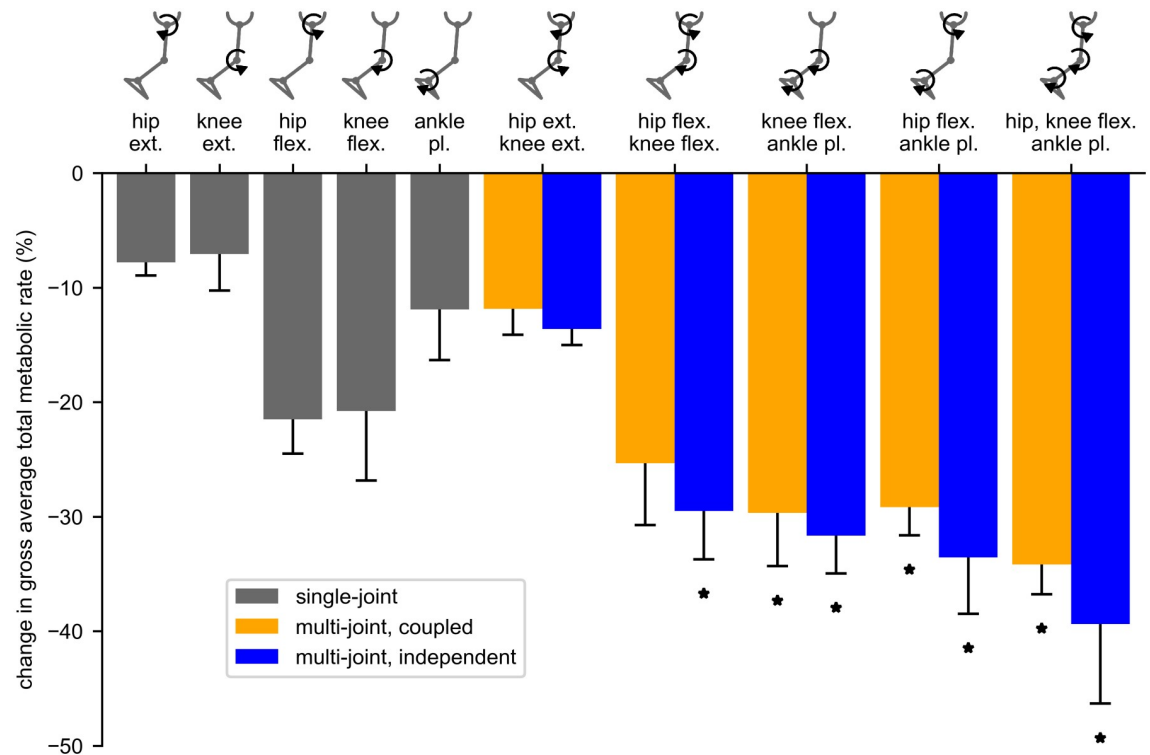 hip
ext.
knee
ext.
hip
flex.
knee
flex.
ankle
pl.
hip ext.
knee ext.
hip flex.
knee flex.
knee flex.
ankle pl.
hip flex.
ankle pl.
hip, knee flex.
ankle pl.
change in gross average total metabolic rate (%)
0
−10
−20
−30
−40
−50
single-joint
multi-joint, coupled
multi-joint, independent